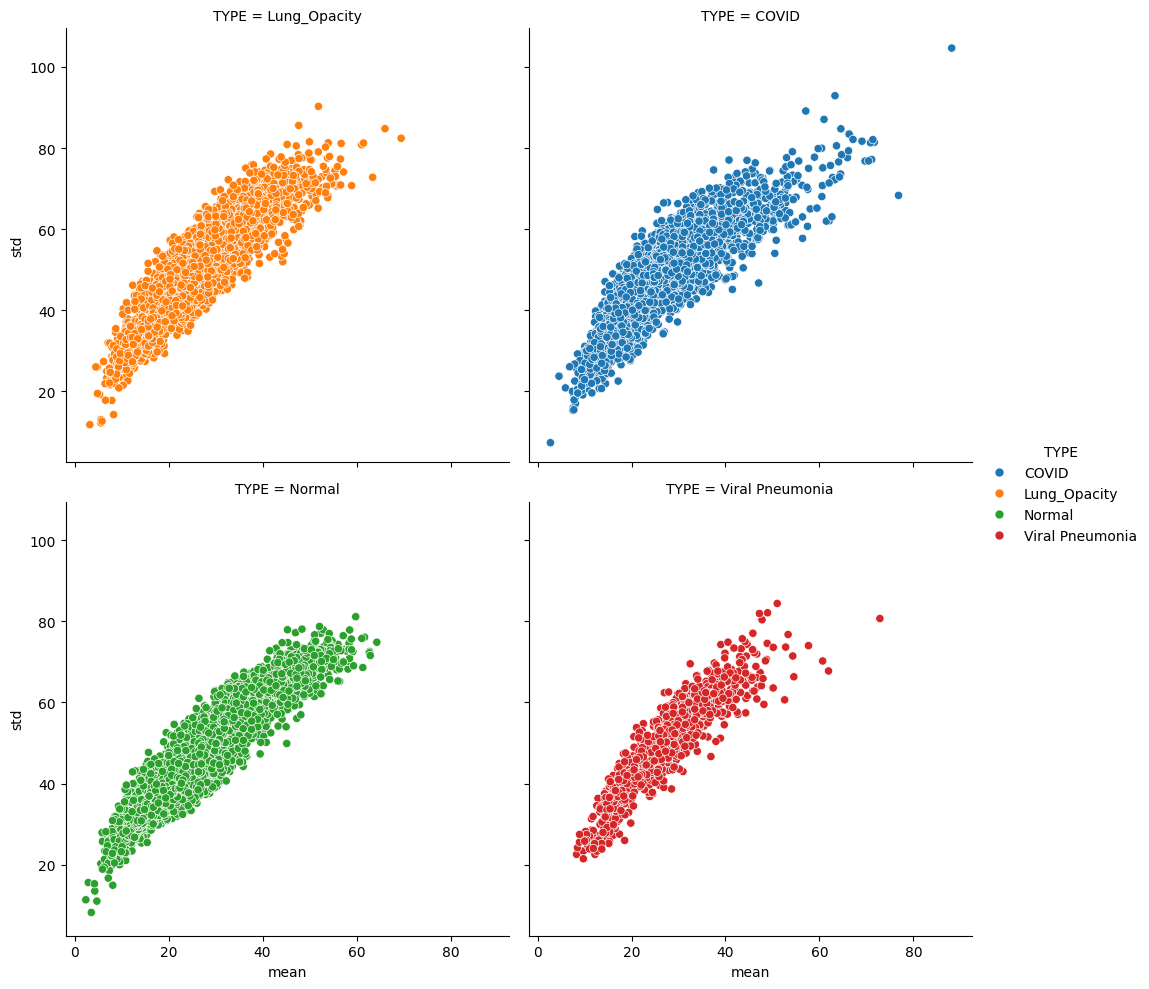 TYPE = Lung_Opacity
TYPE = COVID
std
100
80
60
40
20
TYPE
COVID
Lung_Opacity
Normal
Viral Pneumonia
TYPE = Normal
TYPE = Viral Pneumonia
std
100
80
60
40
20
0 20 40 60 80
mean
0 20 40 60 80
mean